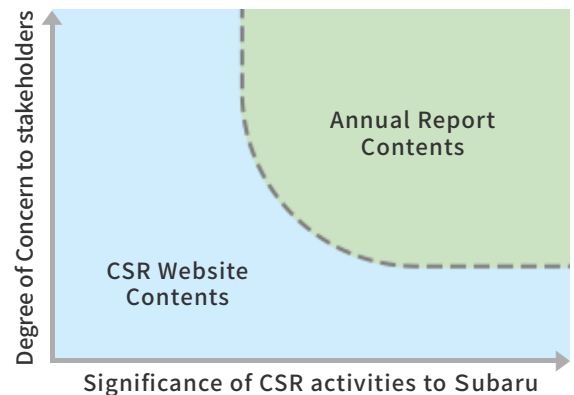 Degree of Concern to stakeholders
Annual Report
Contents
CSR Website
Contents
Significance of CSR activities to Subaru